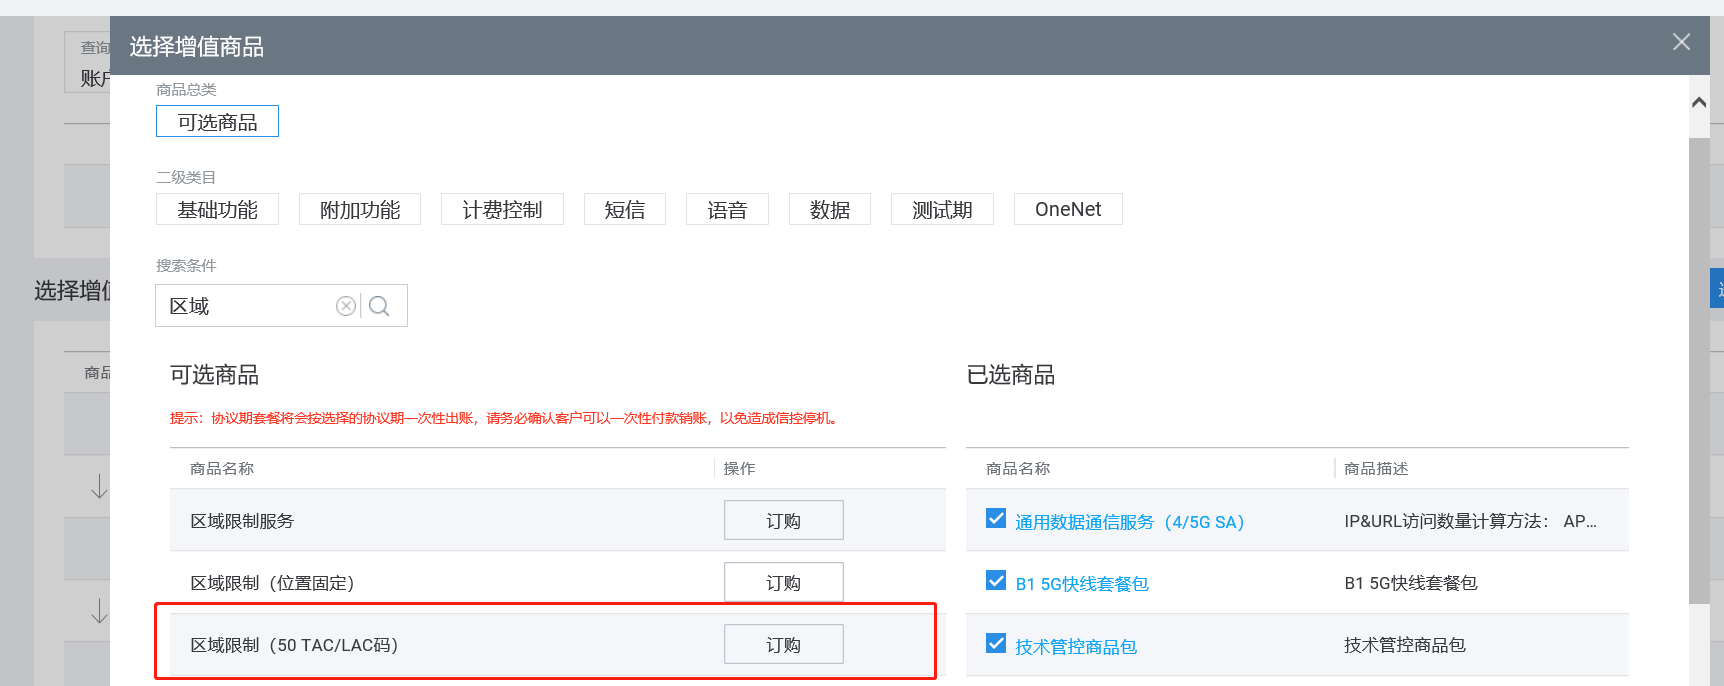 选择增值商品
查询
账户
商品总类
可选商品
二级类目
基础功能 附加功能 计费控制 短信 语音 数据 测试期 OneNet
搜索条件
选择增值
区域
可选商品 已选商品
商品
提示：协议期套餐将会按选择的协议期一次性出账，请务必确认客户可以一次性付款销账，以免造成信控停机。
商品名称 操作 商品名称 商品描述
区域限制服务 订购 通用数据通信服务（4/5G SA） IP&URL访问数量计算方法： AP...
区域限制（位置固定） 订购 B1 5G快线套餐包 B1 5G快线套餐包
区域限制（50 TAC/LAC码） 订购 技术管控商品包 技术管控商品包